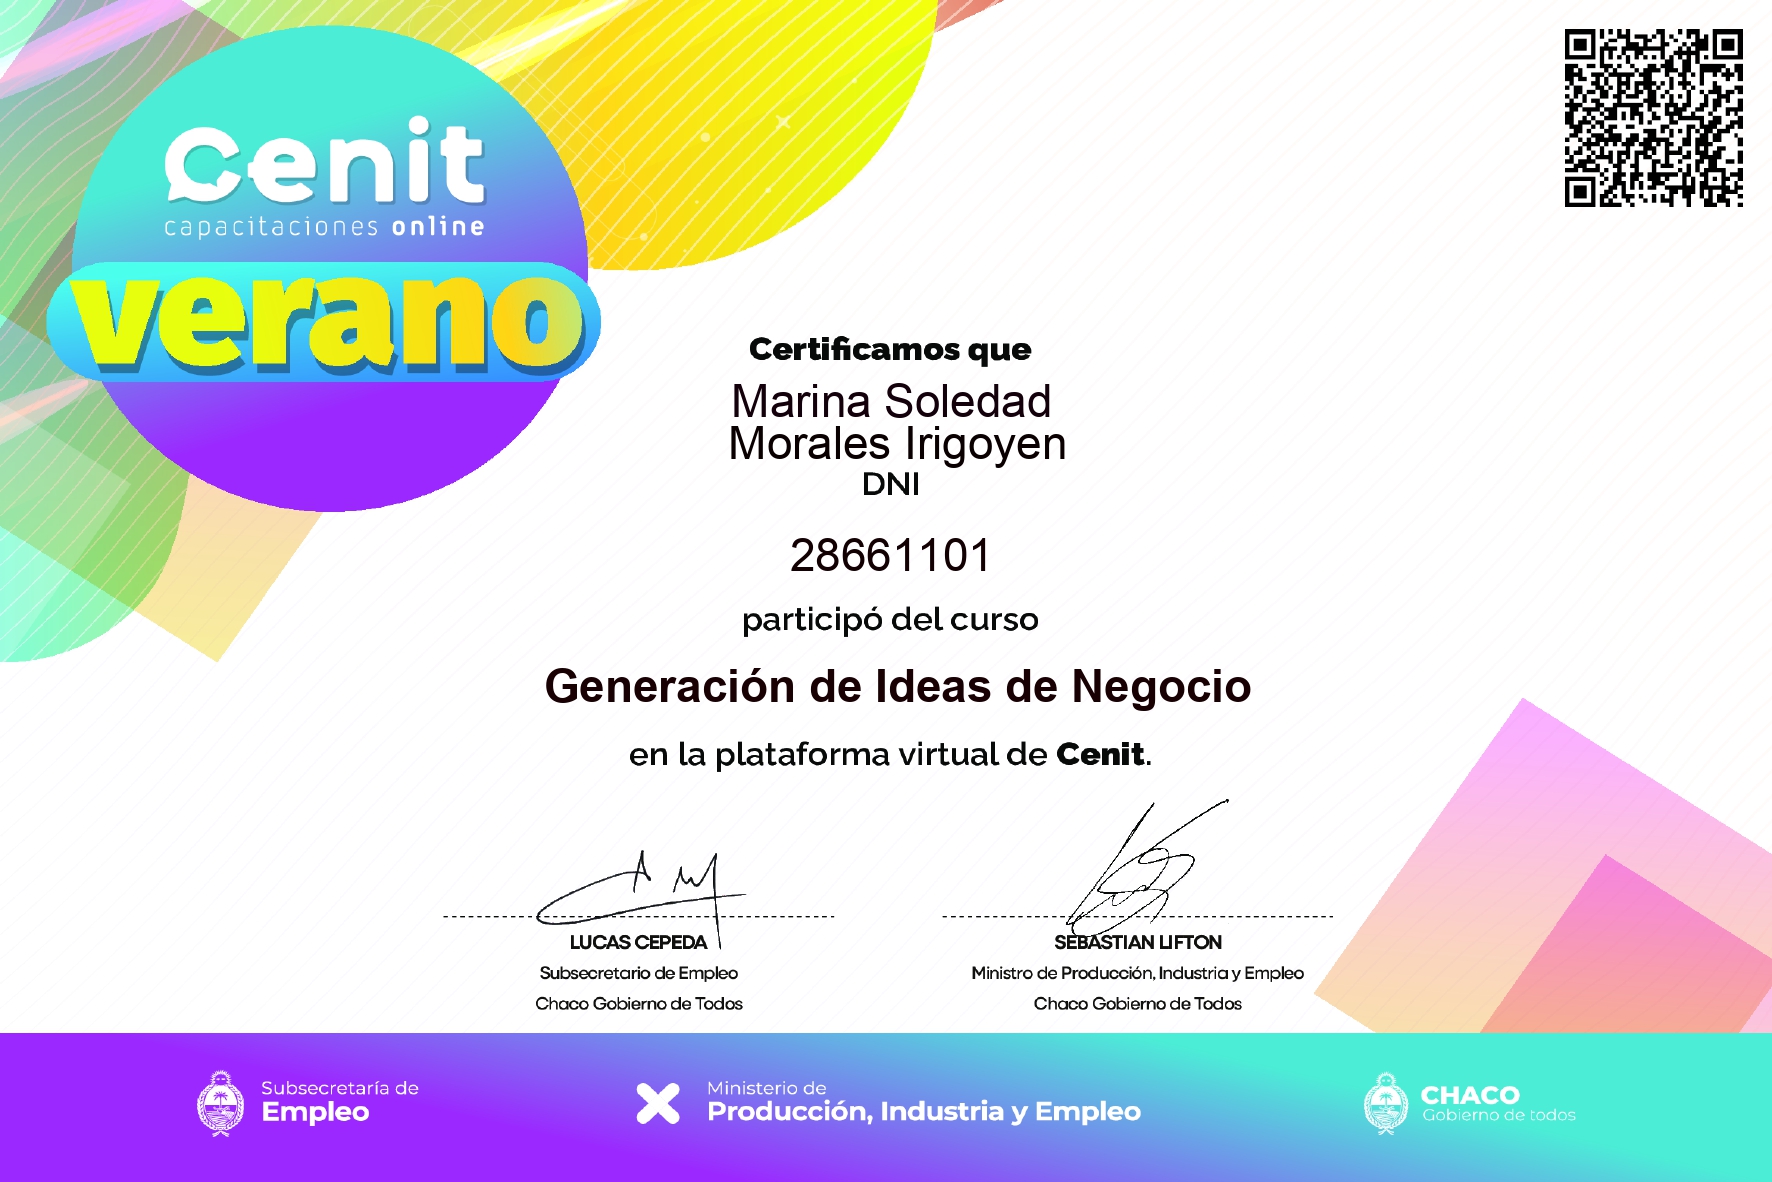 cenit
capacitaciones online
verano
Certificamos que
Marina Soledad
Morales Irigoyen
DNI
28661101
participó del curso
Generación de Ideas de Negocio
en la plataforma virtual de Cenit.
LUCAS CEPEDA
Subsecretario de Empleo
Chaco Gobierno de Todos
SEBASTIAN LIFTON
Ministro de Producción, Industria y Empleo
Chaco Gobierno de Todos
Subsecretaría de
Empleo
Ministerio de
Producción, Industria y Empleo
CHACO
Gobierno de todos